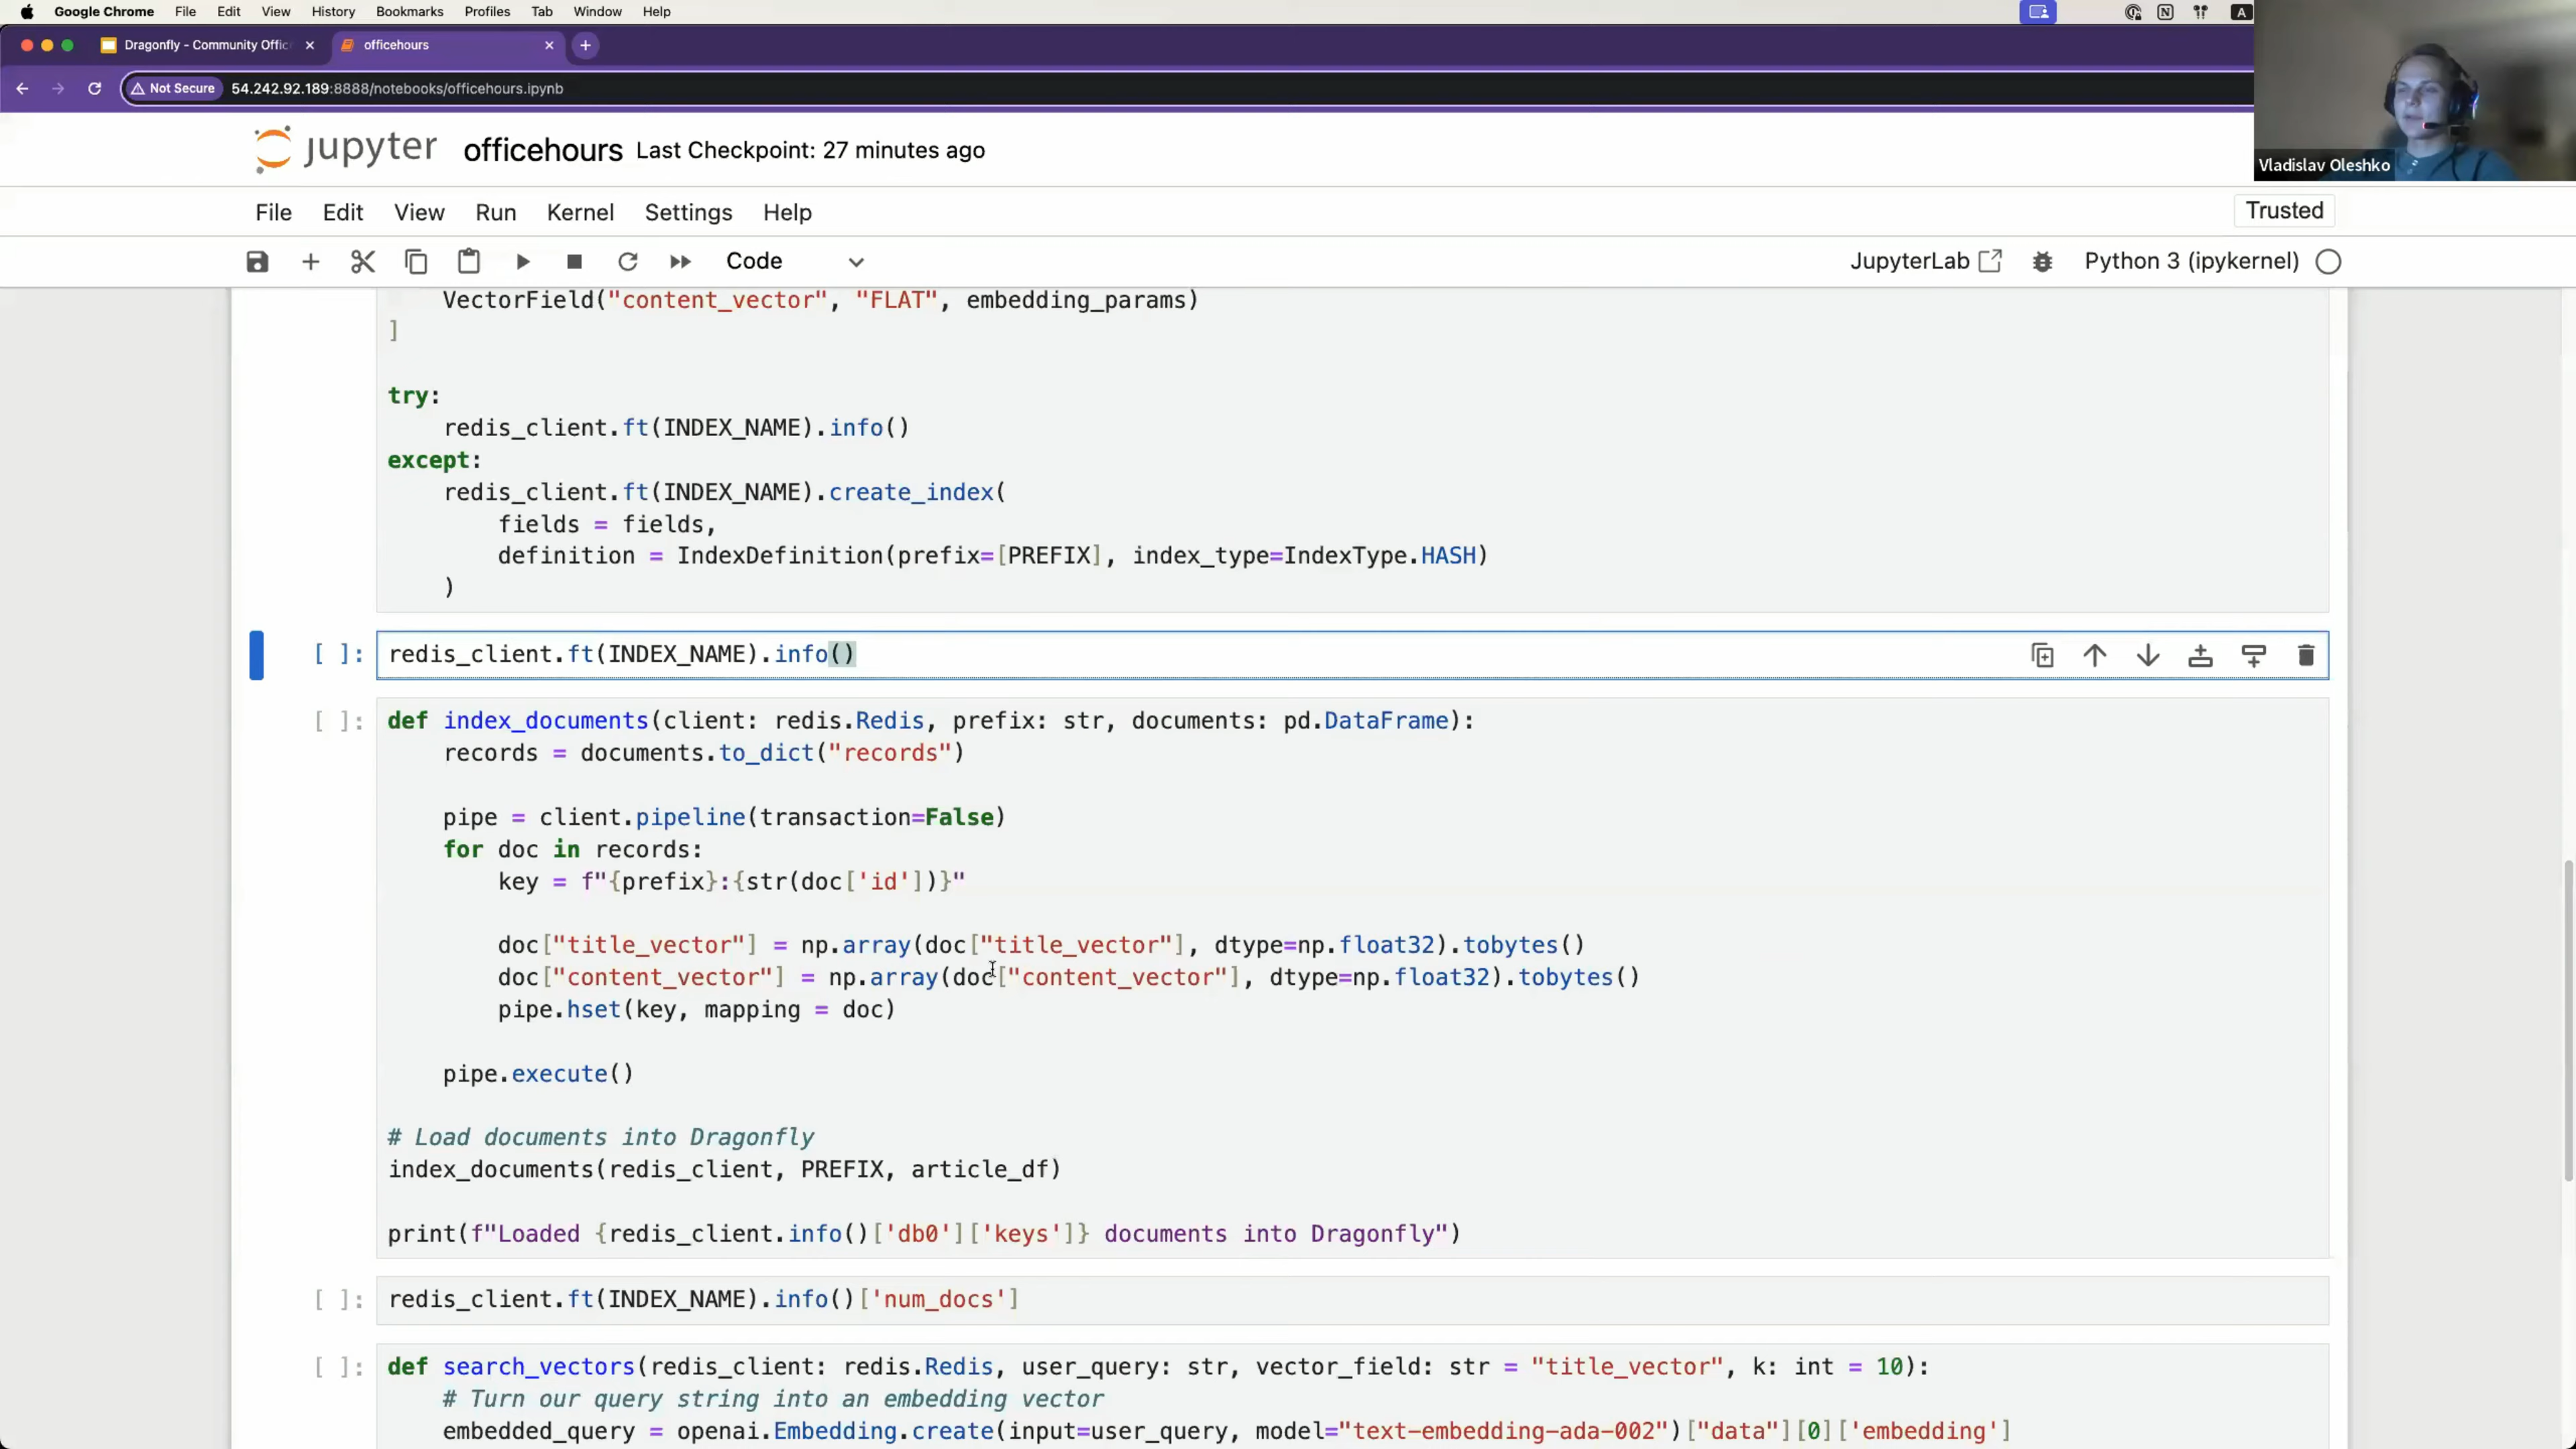 Google Chrome File Edit View History Bookmarks Profiles Tab Window Help
Dragonfly - Community Offic
officehours
Not Secure 54.242.92.189:8888/notebooks/officehours.ipynb
Vladislav Oleshko
jupyter officehours Last Checkpoint: 27 minutes ago
File Edit View Run Kernel Settings Help
Trusted
Code
JupyterLab
Python 3 (ipykernel)
VectorField("content_vector", "FLAT", embedding_params)
]
try:
redis_client.ft(INDEX_NAME).info()
except:
redis_client.ft(INDEX_NAME).create_index(
fields = fields,
definition = IndexDefinition(prefix=[PREFIX], index_type=IndexType.HASH)
)
[ ]: redis_client.ft(INDEX_NAME).info()
[ ]: def index_documents(client: redis.Redis, prefix: str, documents: pd.DataFrame):
records = documents.to_dict("records")
pipe = client.pipeline(transaction=False)
for doc in records:
key = f"{prefix}:{str(doc['id'])}"
doc["title_vector"] = np.array(doc["title_vector"], dtype=np.float32).tobytes()
doc["content_vector"] = np.array(doc["content_vector"], dtype=np.float32).tobytes()
pipe.hset(key, mapping = doc)
pipe.execute()
# Load documents into Dragonfly
index_documents(redis_client, PREFIX, article_df)
print(f"Loaded {redis_client.info()['db0']['keys']} documents into Dragonfly")
[ ]: redis_client.ft(INDEX_NAME).info()['num_docs']
[ ]: def search_vectors(redis_client: redis.Redis, user_query: str, vector_field: str = "title_vector", k: int = 10):
# Turn our query string into an embedding vector
embedded_query = openai.Embedding.create(input=user_query, model="text-embedding-ada-002")["data"][0]['embedding']